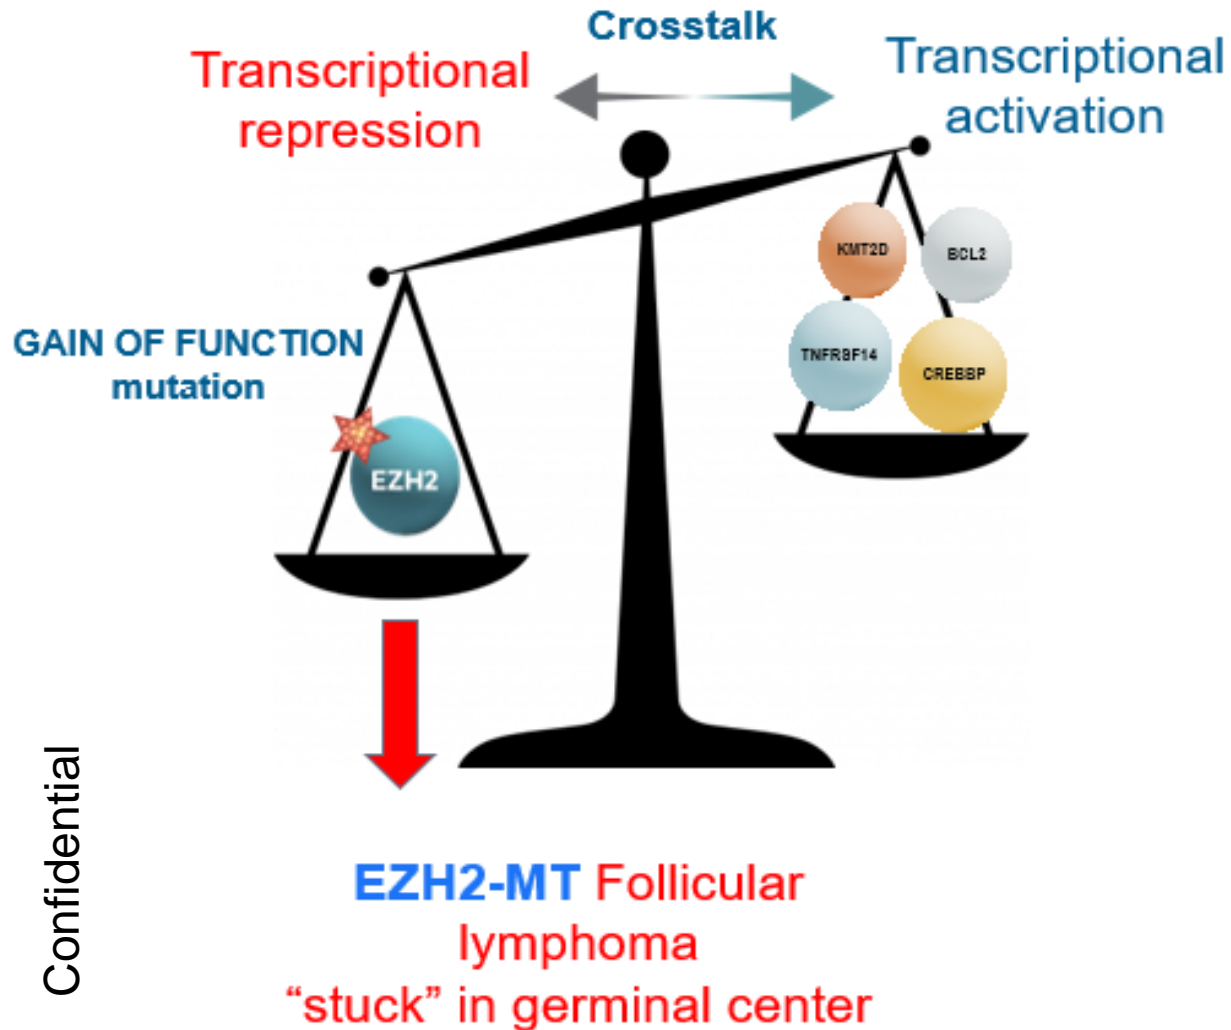 Crosstalk
Transcriptional
repression
Transcriptional
activation
KMT2D
BCL2
TNFRSF14
CREBBP
GAIN OF FUNCTION
mutation
EZH2
Confidential
EZH2-MT Follicular
lymphoma
“stuck” in germinal center